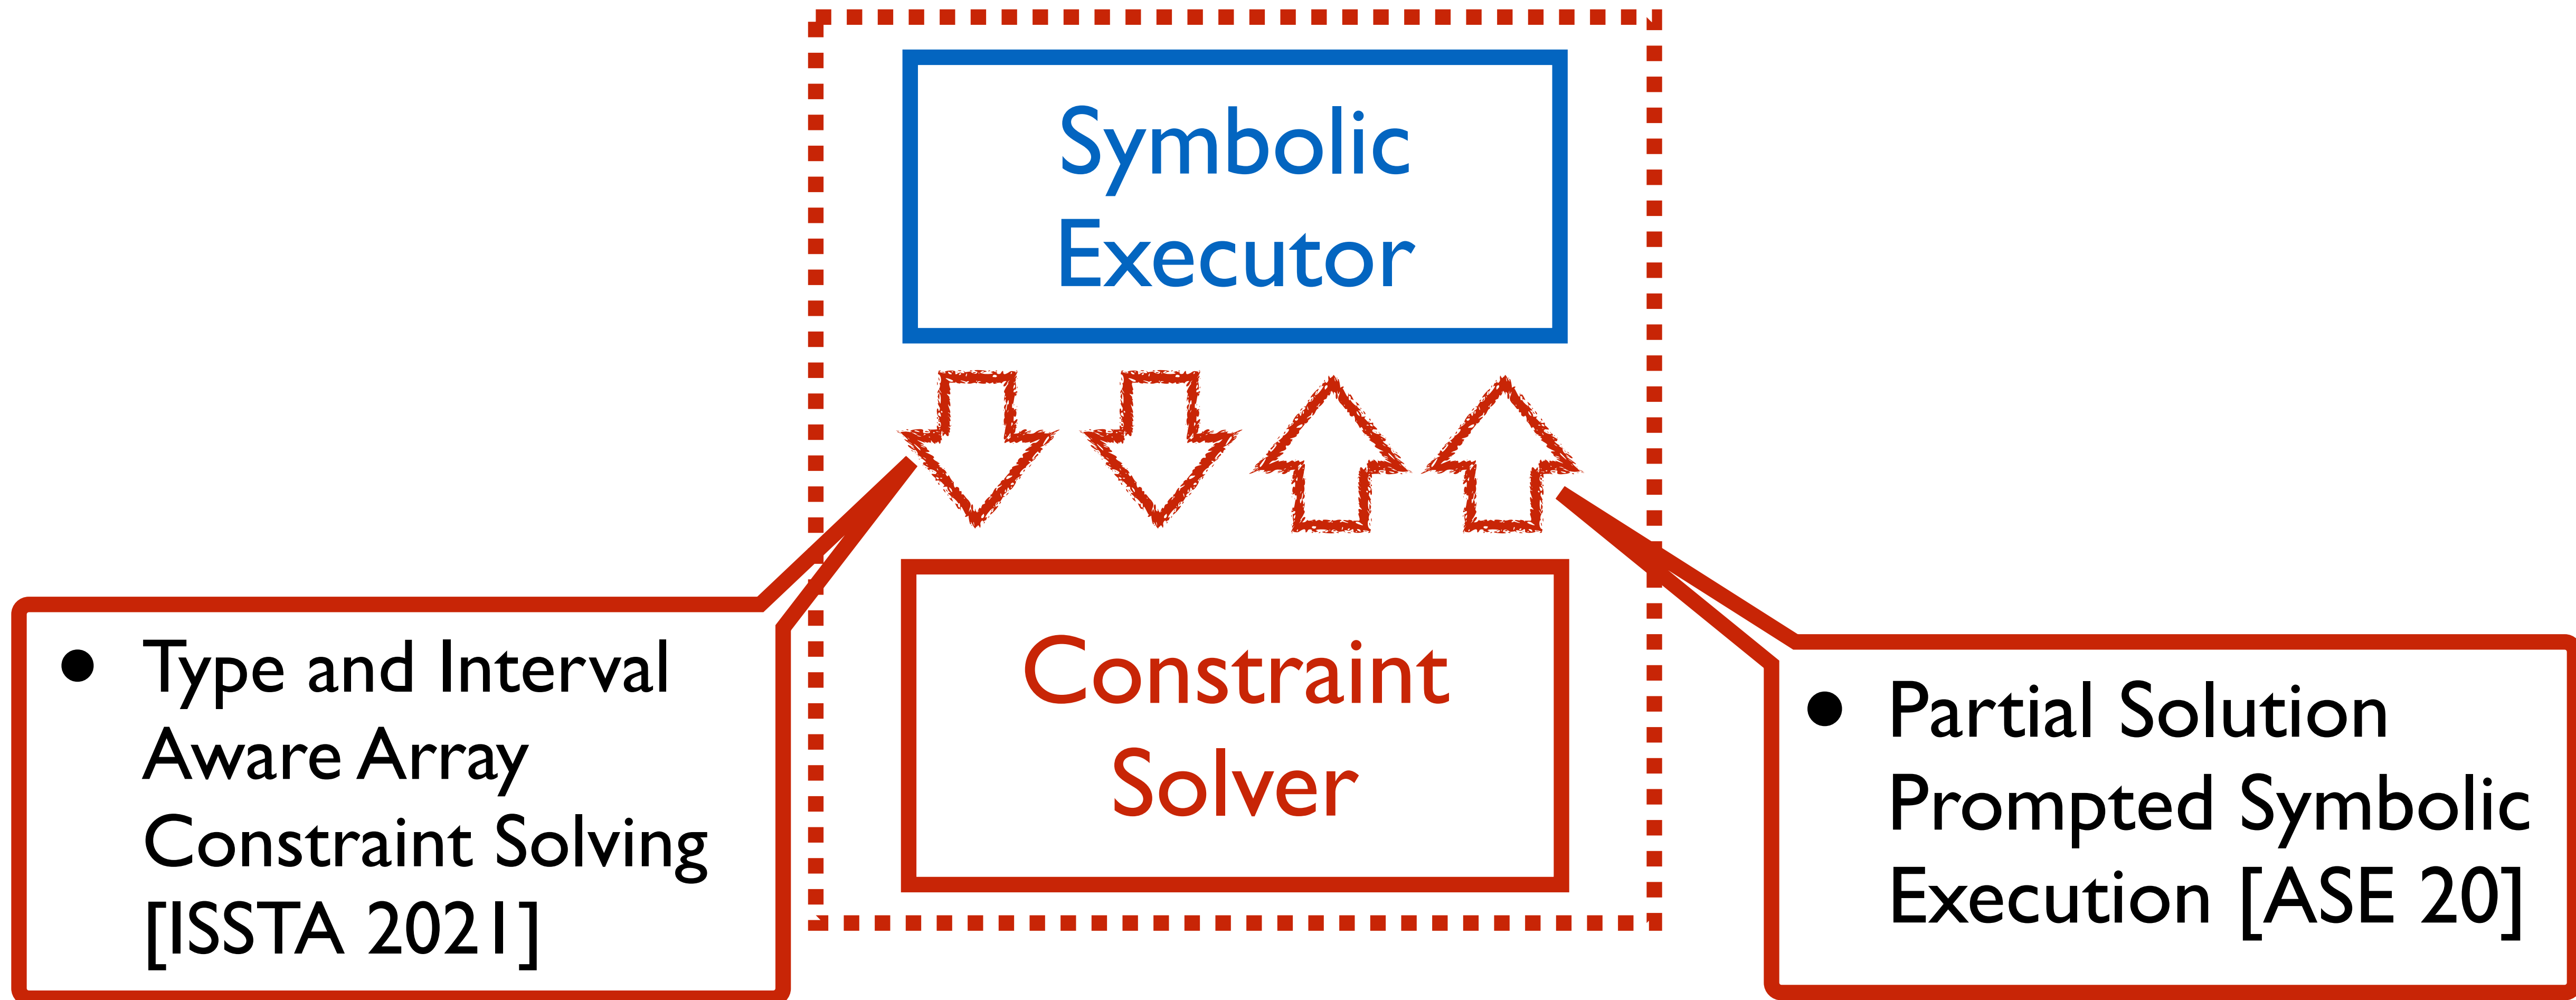 Symbolic
Executor
Constraint
Solver
• Type and Interval
Aware Array
Constraint Solving
[ISSTA 2021]
• Partial Solution
Prompted Symbolic
Execution [ASE 20]